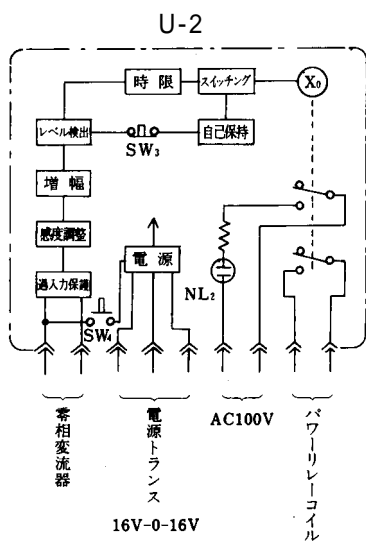 U-2
時限
スイッチング
X₀
レベル検出
SW₃
自己保持
増幅
感度調整
電源
過入力保護
NL₂
SW₄
零相変流器
電源トランス
AC100V
パワーリレーコイル
16V-0-16V